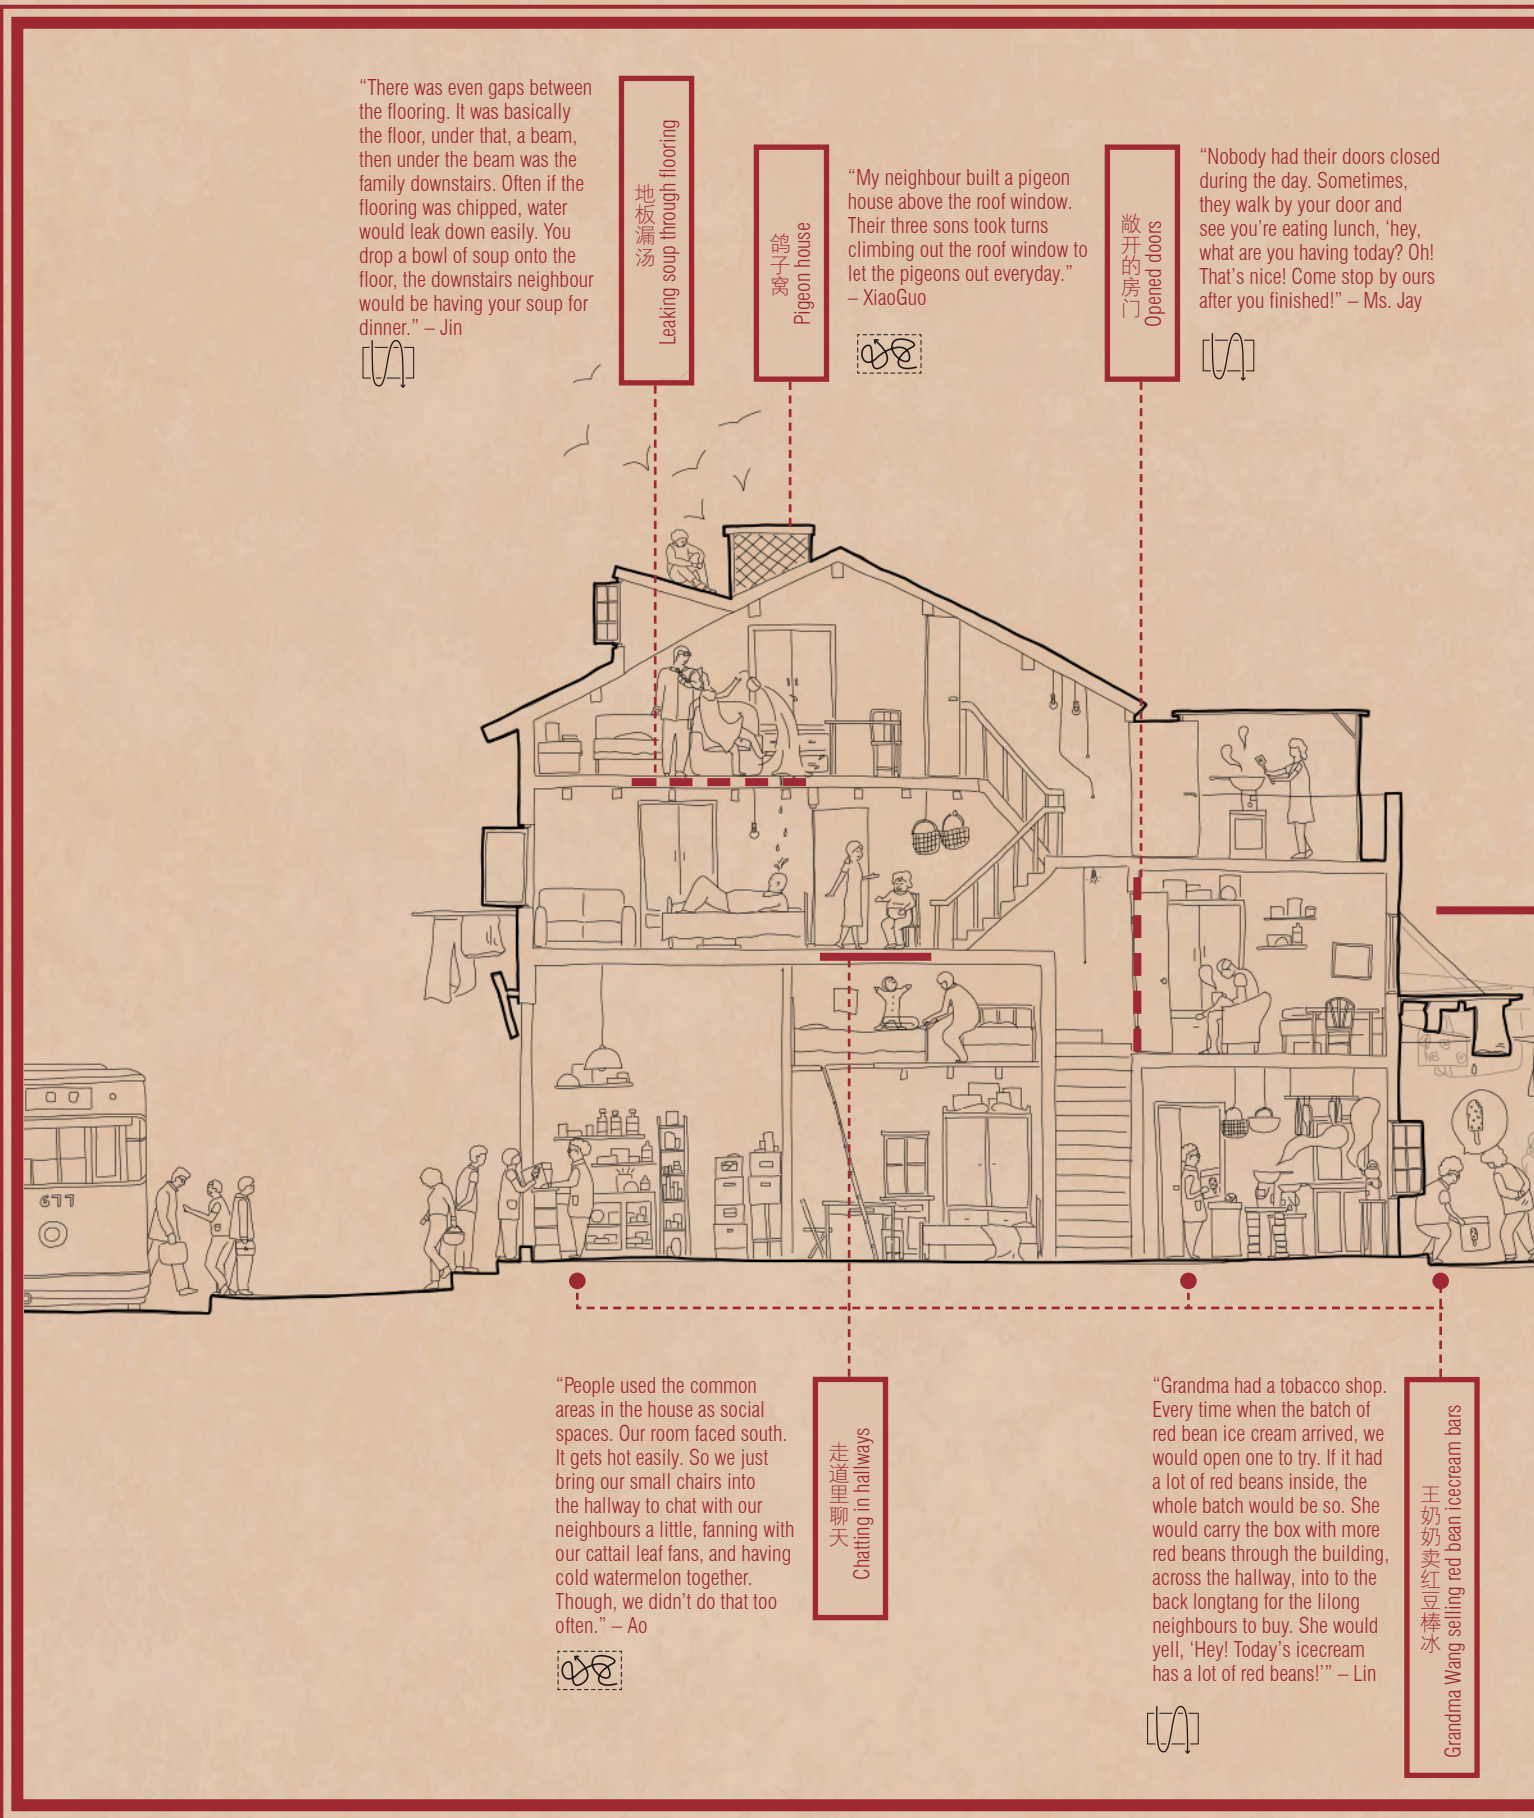 “There was even gaps between
the flooring. It was basically
the floor, under that, a beam,
then under the beam was the
family downstairs. Often if the
flooring was chipped, water
would leak down easily. You
drop a bowl of soup onto the
floor, the downstairs neighbour
would be having your soup for
dinner.” – Jin
地板漏汤
Leaking soup through flooring
鸽子窝
Pigeon house
“My neighbour built a pigeon
house above the roof window.
Their three sons took turns
climbing out the roof window to
let the pigeons out everyday.”
– XiaoGuo
敞开的房门
Opened doors
“Nobody had their doors closed
during the day. Sometimes,
they walk by your door and
see you’re eating lunch, ‘hey,
what are you having today? Oh!
That’s nice! Come stop by ours
after you finished!” – Ms. Jay
677
“People used the common
areas in the house as social
spaces. Our room faced south.
It gets hot easily. So we just
bring our small chairs into
the hallway to chat with our
neighbours a little, fanning with
our cattail leaf fans, and having
cold watermelon together.
Though, we didn’t do that too
often.” – Ao
走道里聊天
Chatting in hallways
“Grandma had a tobacco shop.
Every time when the batch of
red bean ice cream arrived, we
would open one to try. If it had
a lot of red beans inside, the
whole batch would be so. She
would carry the box with more
red beans through the building,
across the hallway, into to the
back longtang for the lilong
neighbours to buy. She would
yell, ‘Hey! Today’s icecream
has a lot of red beans!’” – Lin
王奶奶卖红豆棒冰
Grandma Wang selling red bean icecream bars